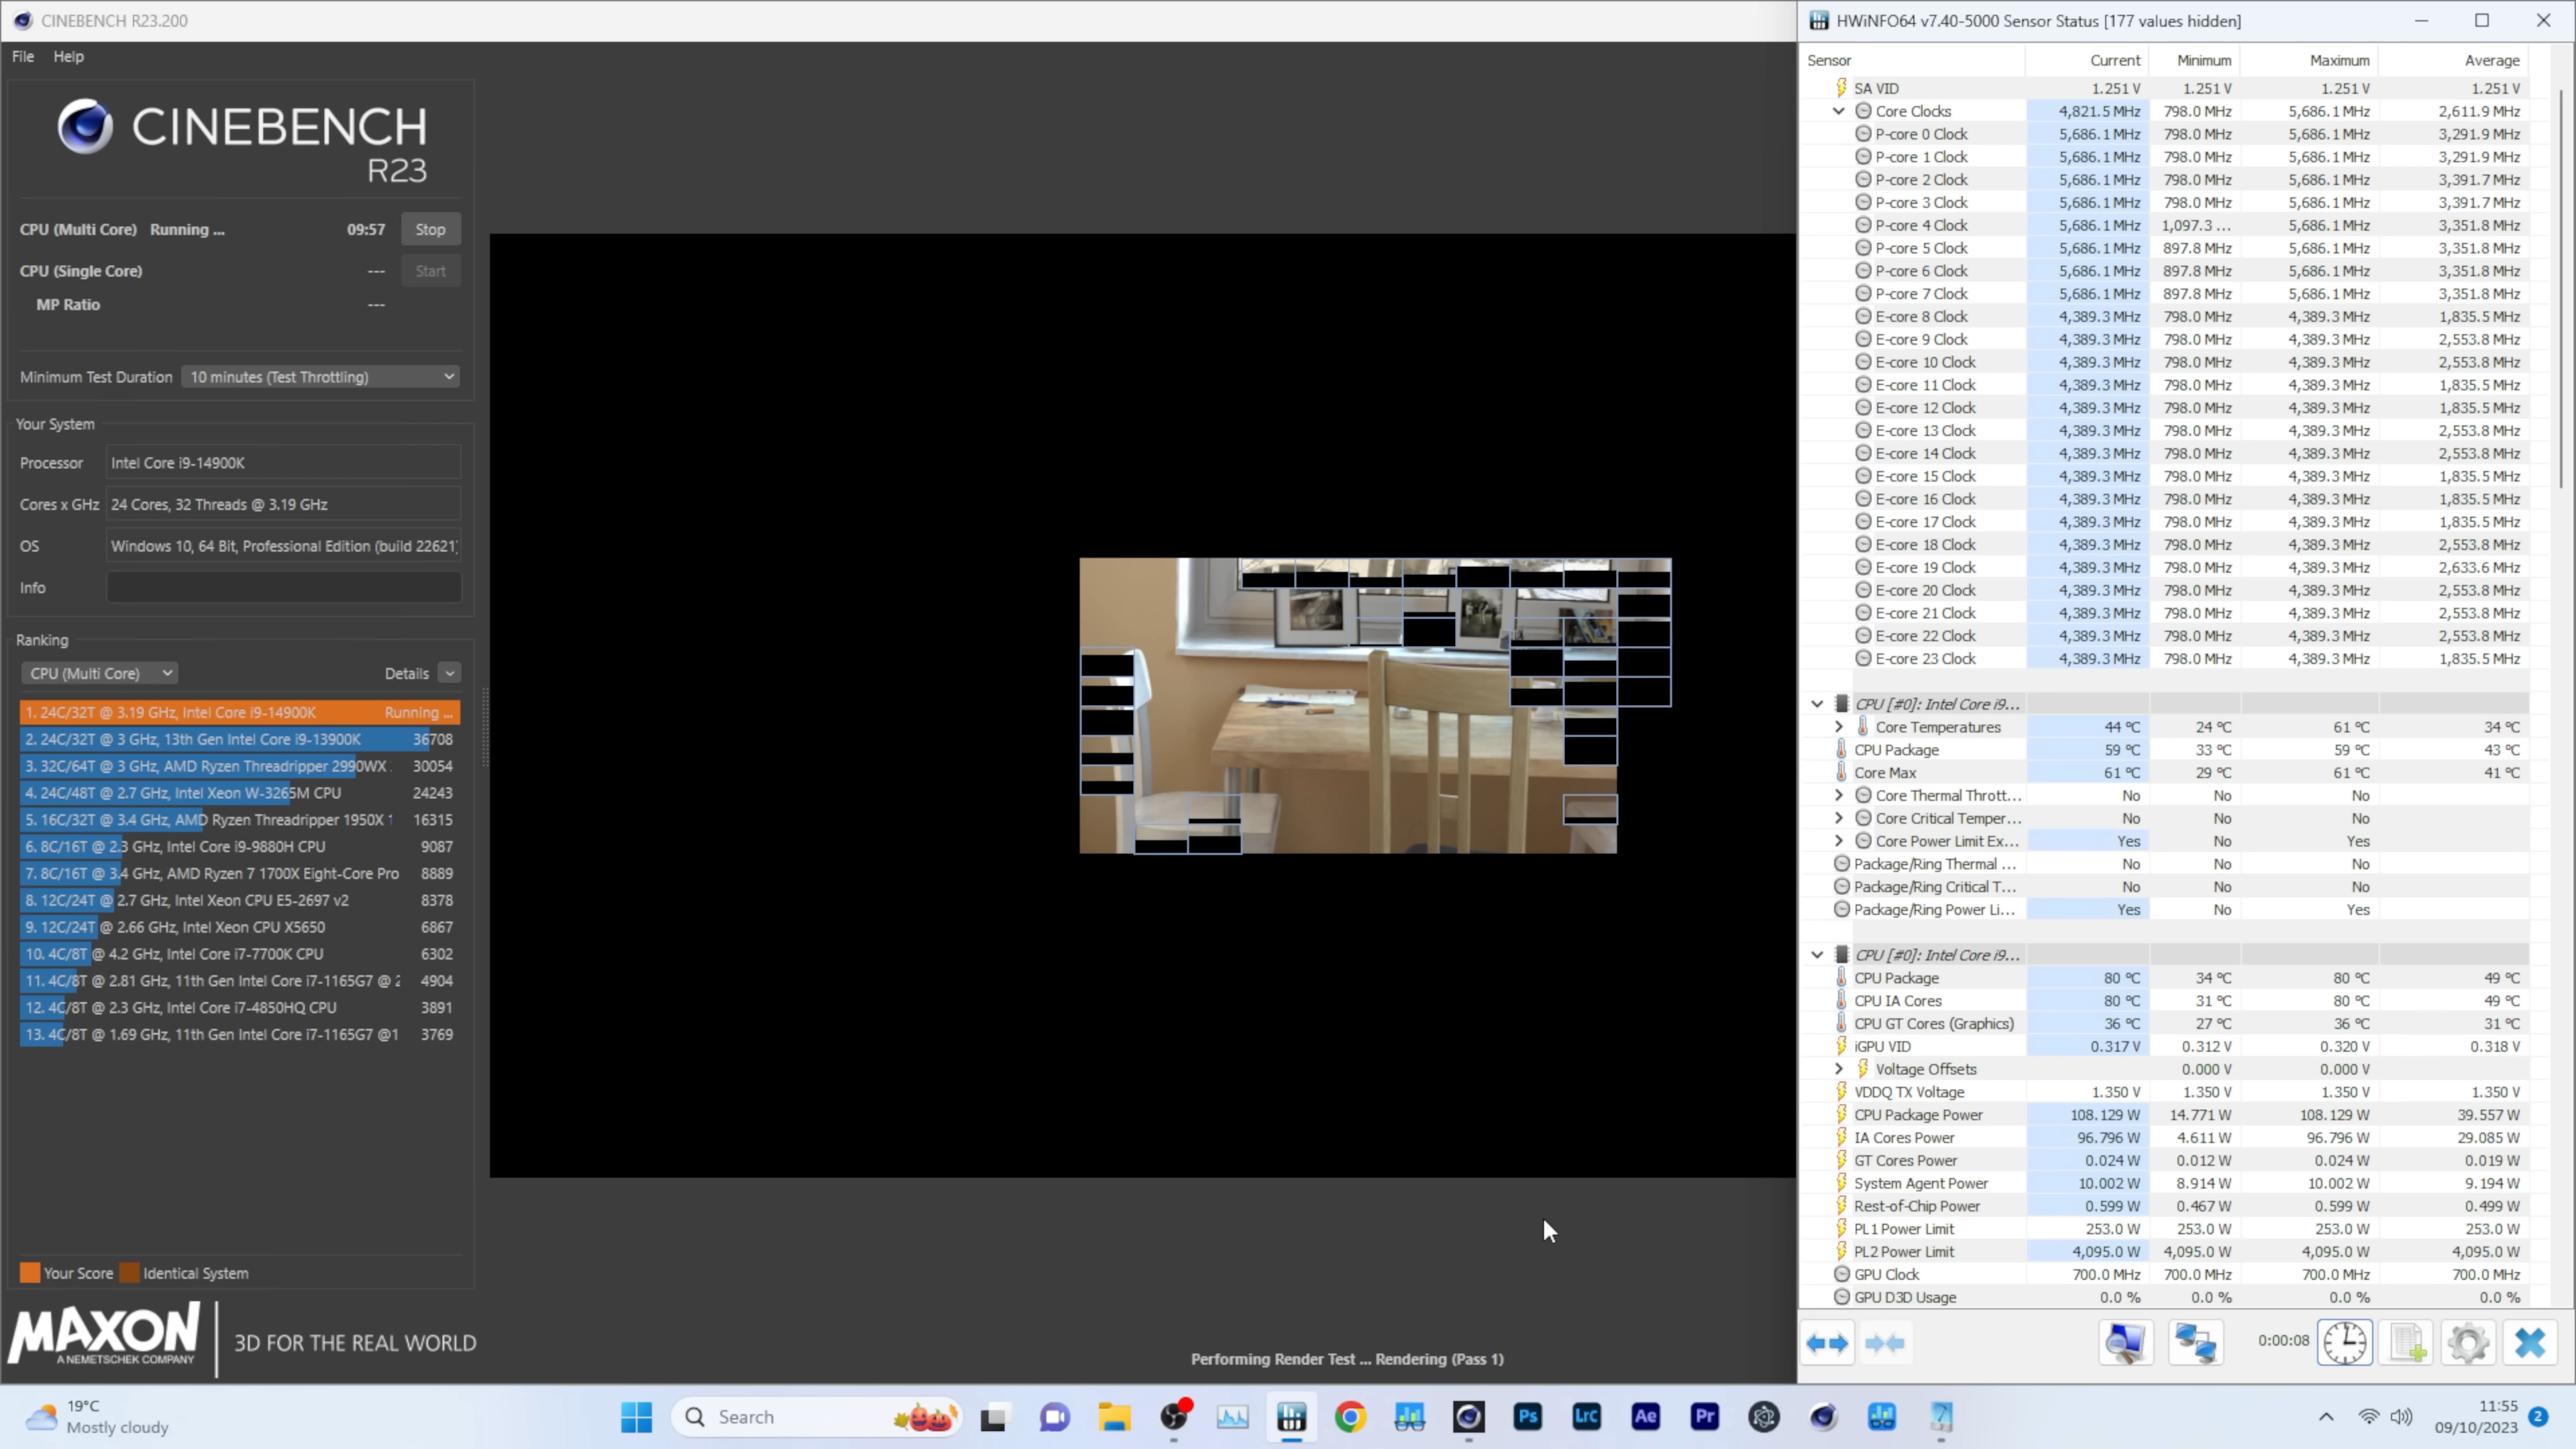 CINEBENCH R23.200
File Help
CINEBENCH
R23
CPU (Multi Core) Running ... 09:57 Stop
CPU (Single Core) --- Start
MP Ratio ---
Minimum Test Duration 10 minutes (Test Throttling)
Your System
Processor Intel Core i9-14900K
Cores x GHz 24 Cores, 32 Threads @ 3.19 GHz
OS Windows 10, 64 Bit, Professional Edition (build 22621)
Info
Ranking
CPU (Multi Core) Details
1. 24C/32T @ 3.19 GHz, Intel Core i9-14900K Running ...
2. 24C/32T @ 3 GHz, 13th Gen Intel Core i9-13900K 36708
3. 32C/64T @ 3 GHz, AMD Ryzen Threadripper 2990WX 30054
4. 24C/48T @ 2.7 GHz, Intel Xeon W-3265M CPU 24243
5. 16C/32T @ 3.4 GHz, AMD Ryzen Threadripper 1950X 1 16315
6. 8C/16T @ 2.3 GHz, Intel Core i9-9880H CPU 9087
7. 8C/16T @ 3.4 GHz, AMD Ryzen 7 1700X Eight-Core Pro 8889
8. 12C/24T @ 2.7 GHz, Intel Xeon CPU E5-2697 v2 8378
9. 12C/24T @ 2.66 GHz, Intel Xeon CPU X5650 6867
10. 4C/8T @ 4.2 GHz, Intel Core i7-7700K CPU 6302
11. 4C/8T @ 2.81 GHz, 11th Gen Intel Core i7-1165G7 @ 2 4904
12. 4C/8T @ 2.3 GHz, Intel Core i7-4850HQ CPU 3891
13. 4C/8T @ 1.69 GHz, 11th Gen Intel Core i7-1165G7 @1 3769
Your Score Identical System
MAXON
A NEMETSCHEK COMPANY
3D FOR THE REAL WORLD
Performing Render Test ... Rendering (Pass 1)
HWiNFO64 v7.40-5000 Sensor Status [177 values hidden]
Sensor Current Minimum Maximum Average
SA VID 1.251 V 1.251 V 1.251 V 1.251 V
Core Clocks 4,821.5 MHz 798.0 MHz 5,686.1 MHz 2,611.9 MHz
P-core 0 Clock 5,686.1 MHz 798.0 MHz 5,686.1 MHz 3,291.9 MHz
P-core 1 Clock 5,686.1 MHz 798.0 MHz 5,686.1 MHz 3,291.9 MHz
P-core 2 Clock 5,686.1 MHz 798.0 MHz 5,686.1 MHz 3,391.7 MHz
P-core 3 Clock 5,686.1 MHz 798.0 MHz 5,686.1 MHz 3,391.7 MHz
P-core 4 Clock 5,686.1 MHz 1,097.3 ... 5,686.1 MHz 3,351.8 MHz
P-core 5 Clock 5,686.1 MHz 897.8 MHz 5,686.1 MHz 3,351.8 MHz
P-core 6 Clock 5,686.1 MHz 897.8 MHz 5,686.1 MHz 3,351.8 MHz
P-core 7 Clock 5,686.1 MHz 897.8 MHz 5,686.1 MHz 3,351.8 MHz
E-core 8 Clock 4,389.3 MHz 798.0 MHz 4,389.3 MHz 1,835.5 MHz
E-core 9 Clock 4,389.3 MHz 798.0 MHz 4,389.3 MHz 2,553.8 MHz
E-core 10 Clock 4,389.3 MHz 798.0 MHz 4,389.3 MHz 2,553.8 MHz
E-core 11 Clock 4,389.3 MHz 798.0 MHz 4,389.3 MHz 1,835.5 MHz
E-core 12 Clock 4,389.3 MHz 798.0 MHz 4,389.3 MHz 1,835.5 MHz
E-core 13 Clock 4,389.3 MHz 798.0 MHz 4,389.3 MHz 2,553.8 MHz
E-core 14 Clock 4,389.3 MHz 798.0 MHz 4,389.3 MHz 2,553.8 MHz
E-core 15 Clock 4,389.3 MHz 798.0 MHz 4,389.3 MHz 1,835.5 MHz
E-core 16 Clock 4,389.3 MHz 798.0 MHz 4,389.3 MHz 1,835.5 MHz
E-core 17 Clock 4,389.3 MHz 798.0 MHz 4,389.3 MHz 1,835.5 MHz
E-core 18 Clock 4,389.3 MHz 798.0 MHz 4,389.3 MHz 2,553.8 MHz
E-core 19 Clock 4,389.3 MHz 798.0 MHz 4,389.3 MHz 2,633.6 MHz
E-core 20 Clock 4,389.3 MHz 798.0 MHz 4,389.3 MHz 2,553.8 MHz
E-core 21 Clock 4,389.3 MHz 798.0 MHz 4,389.3 MHz 2,553.8 MHz
E-core 22 Clock 4,389.3 MHz 798.0 MHz 4,389.3 MHz 2,553.8 MHz
E-core 23 Clock 4,389.3 MHz 798.0 MHz 4,389.3 MHz 1,835.5 MHz
CPU [#0]: Intel Core i9...
Core Temperatures 44 °C 24 °C 61 °C 34 °C
CPU Package 59 °C 33 °C 59 °C 43 °C
Core Max 61 °C 29 °C 61 °C 41 °C
Core Thermal Thrott... No No No
Core Critical Temper... No No No
Core Power Limit Ex... Yes No Yes
Package/Ring Thermal ... No No No
Package/Ring Critical T... No No No
Package/Ring Power Li... Yes No Yes
CPU [#0]: Intel Core i9...
CPU Package 80 °C 34 °C 80 °C 49 °C
CPU IA Cores 80 °C 31 °C 80 °C 49 °C
CPU GT Cores (Graphics) 36 °C 27 °C 36 °C 31 °C
iGPU VID 0.317 V 0.312 V 0.320 V 0.318 V
Voltage Offsets 0.000 V 0.000 V
VDDQ TX Voltage 1.350 V 1.350 V 1.350 V 1.350 V
CPU Package Power 108.129 W 14.771 W 108.129 W 39.557 W
IA Cores Power 96.796 W 4.611 W 96.796 W 29.085 W
GT Cores Power 0.024 W 0.012 W 0.024 W 0.019 W
System Agent Power 10.002 W 8.914 W 10.002 W 9.194 W
Rest-of-Chip Power 0.599 W 0.467 W 0.599 W 0.499 W
PL1 Power Limit 253.0 W 253.0 W 253.0 W 253.0 W
PL2 Power Limit 4,095.0 W 4,095.0 W 4,095.0 W 4,095.0 W
GPU Clock 700.0 MHz 700.0 MHz 700.0 MHz 700.0 MHz
GPU D3D Usage 0.0 % 0.0 % 0.0 % 0.0 %
0:00:08
19°C
Mostly cloudy
Search
Ps
LrC
Ae
Pr
11:55
09/10/2023
2